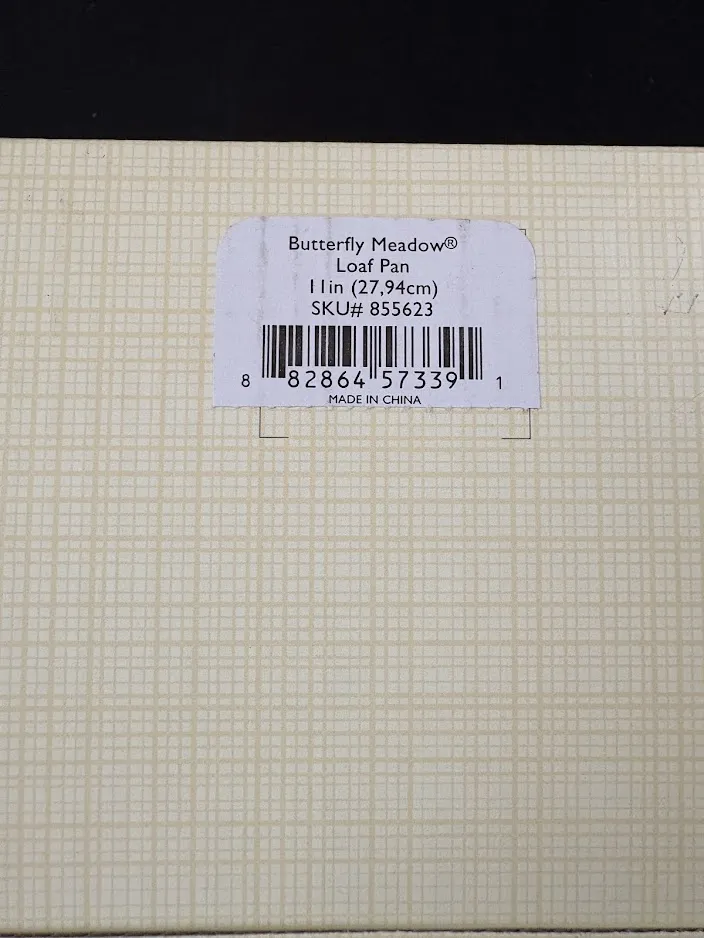 Butterfly Meadow®
Loaf Pan
11in (27,94cm)
SKU# 855623
8 82864 57339 1
MADE IN CHINA